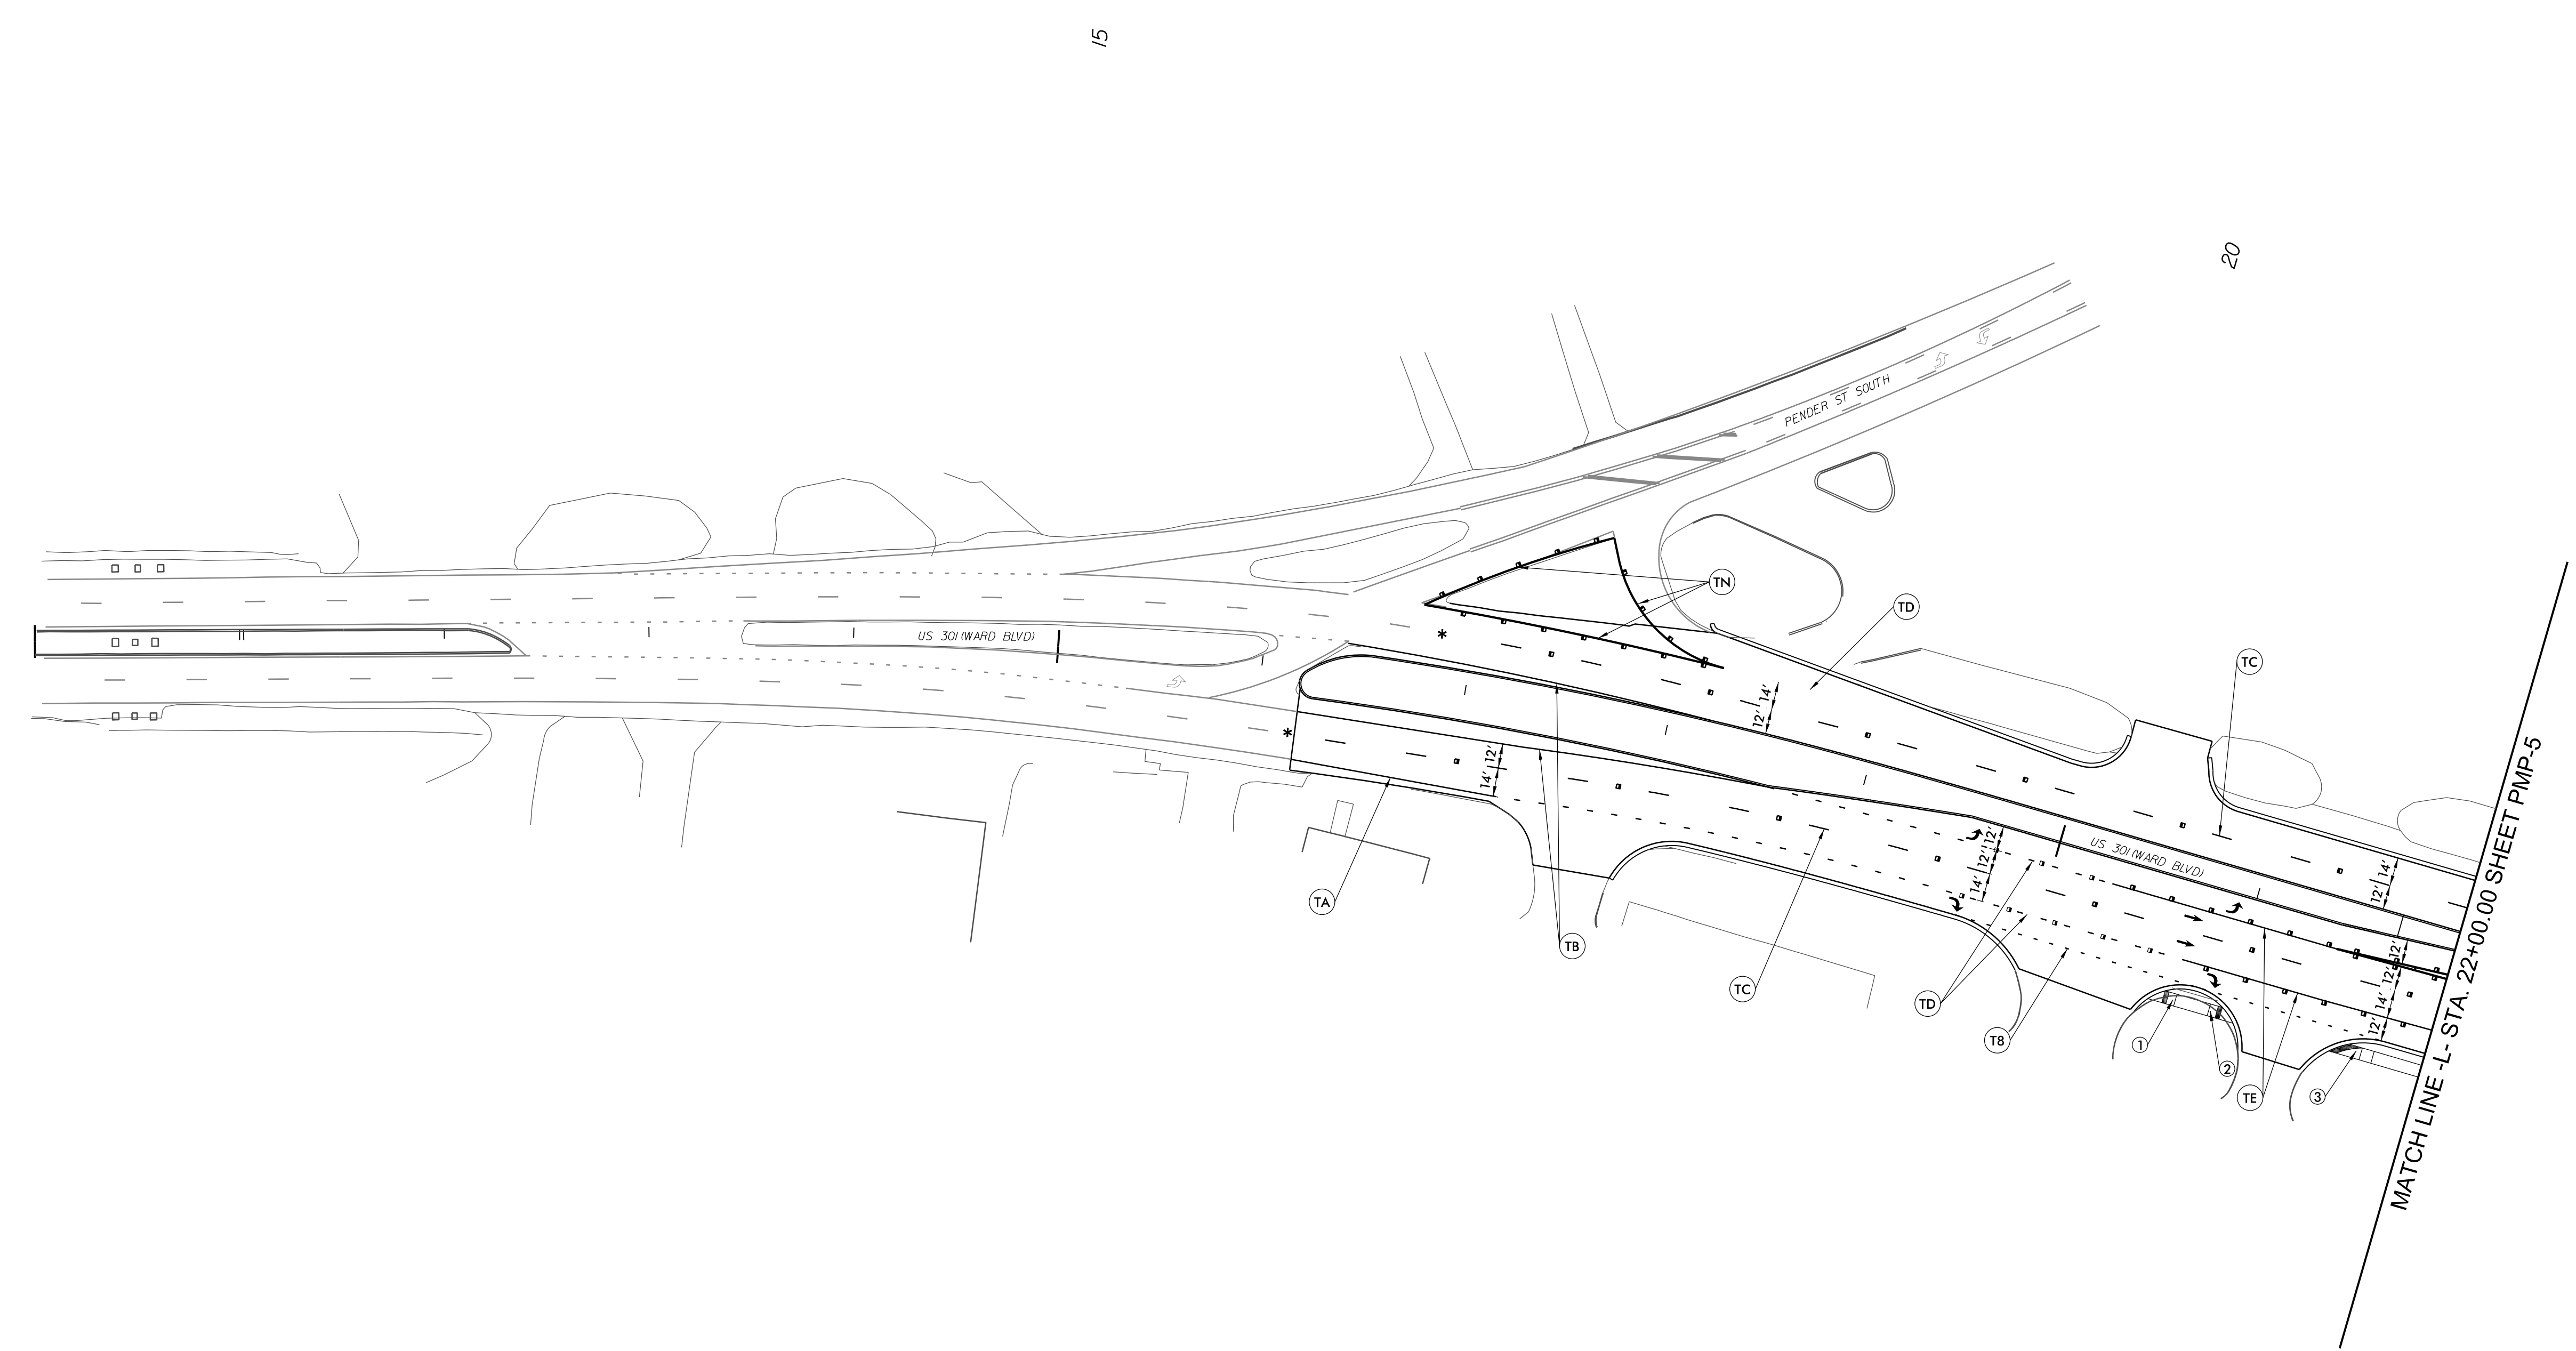 15
20
PENDER ST SOUTH
TN
TD
TC
US 301 (WARD BLVD)
*
*
14'
12'
12'
14'
TA
TB
TC
12'
12'
14'
US 301 (WARD BLVD)
14'
12'
TD
T8
12'
12'
14'
12'
1
2
3
TE
MATCH LINE -L- STA. 22+00.00 SHEET PMP-5